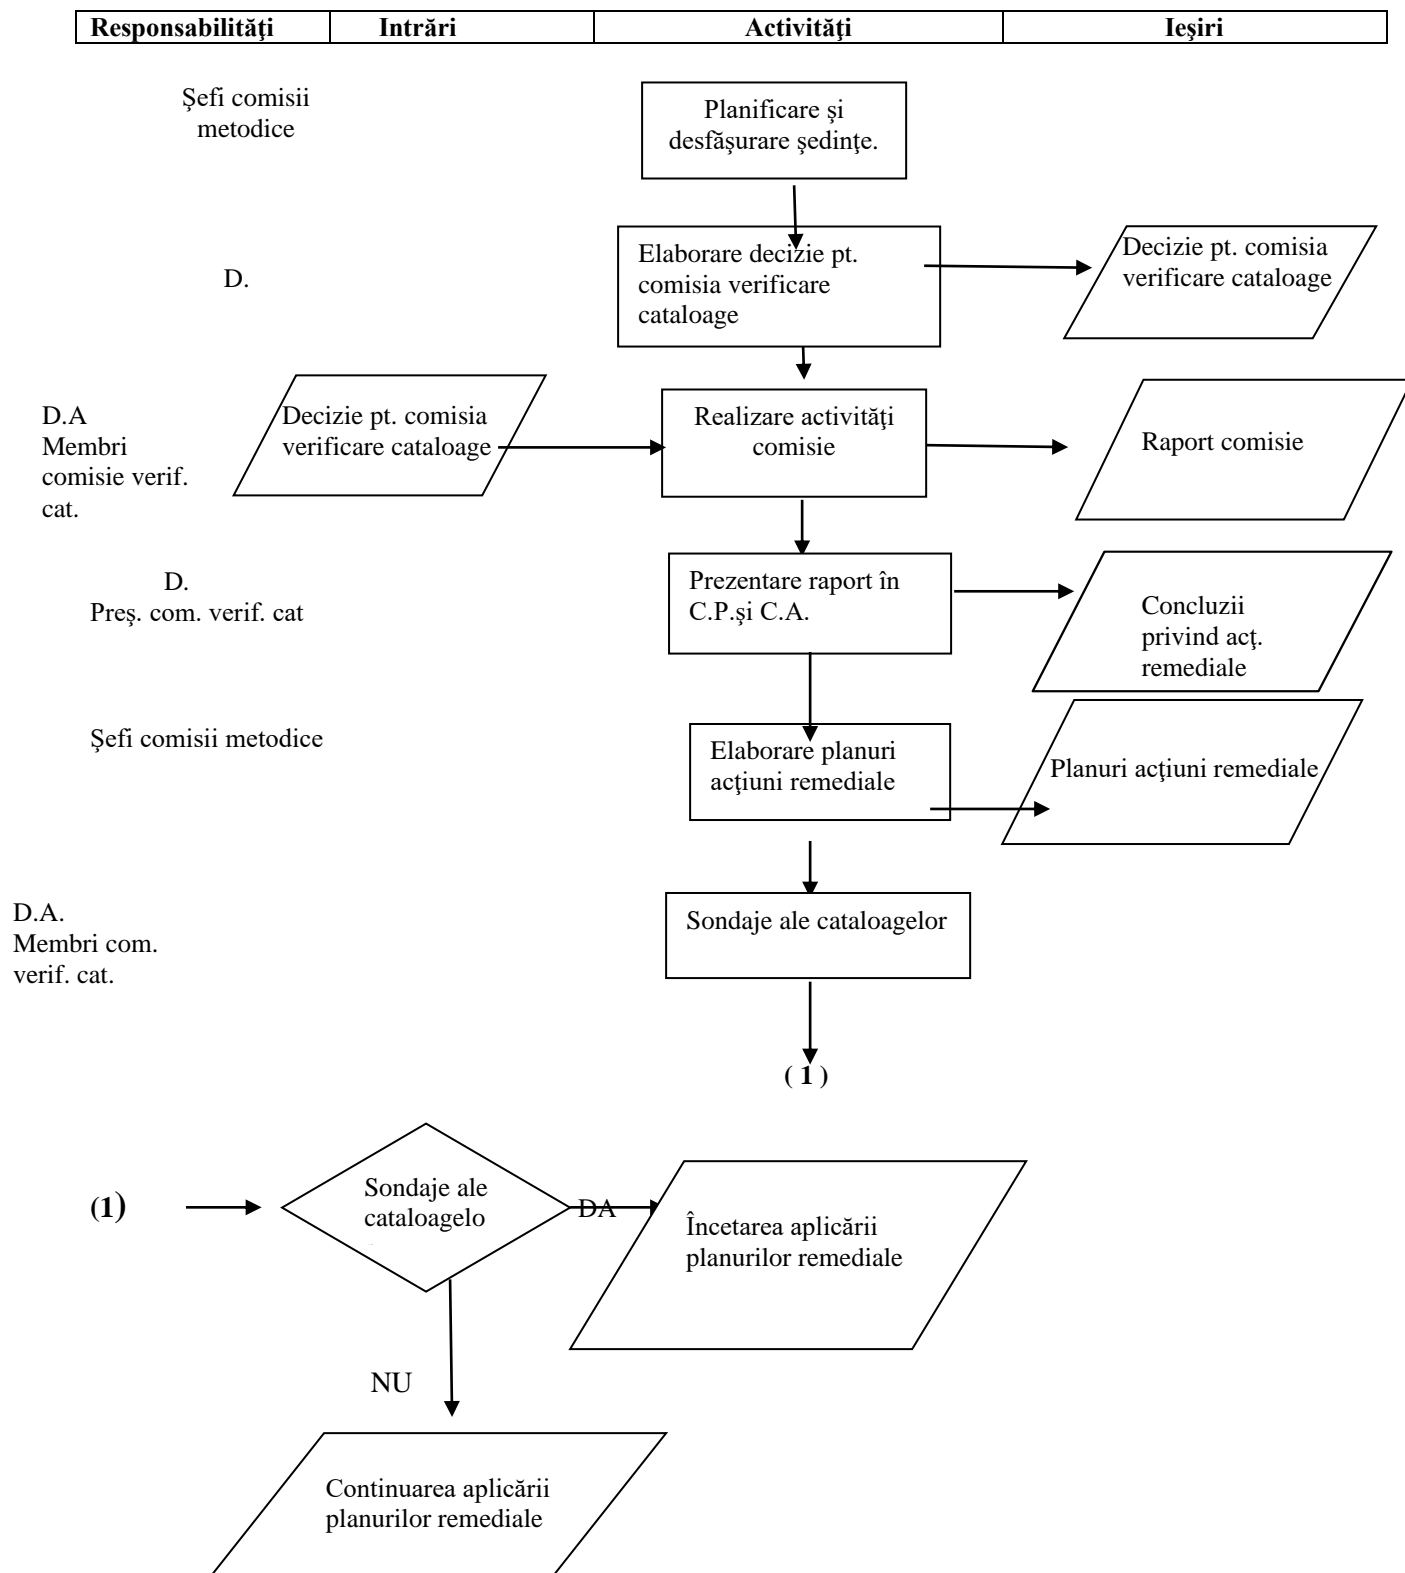 Responsabilităţi Intrări Activităţi Ieşiri
Şefi comisii
metodice
Planificare şi
desfăşurare şedinţe.
D.
Elaborare decizie pt.
comisia verificare
cataloage
Decizie pt. comisia
verificare cataloage
D.A
Membri
comisie verif.
cat.
Decizie pt. comisia
verificare cataloage
Realizare activităţi
comisie
Raport comisie
D.
Preş. com. verif. cat
Prezentare raport în
C.P.şi C.A.
Concluzii
privind acţ.
remediale
Şefi comisii metodice
Elaborare planuri
acţiuni remediale
Planuri acţiuni remediale
D.A.
Membri com.
verif. cat.
Sondaje ale cataloagelor
( 1 )
(1)
Sondaje ale
cataloagelo
DA
Încetarea aplicării
planurilor remediale
NU
Continuarea aplicării
planurilor remediale